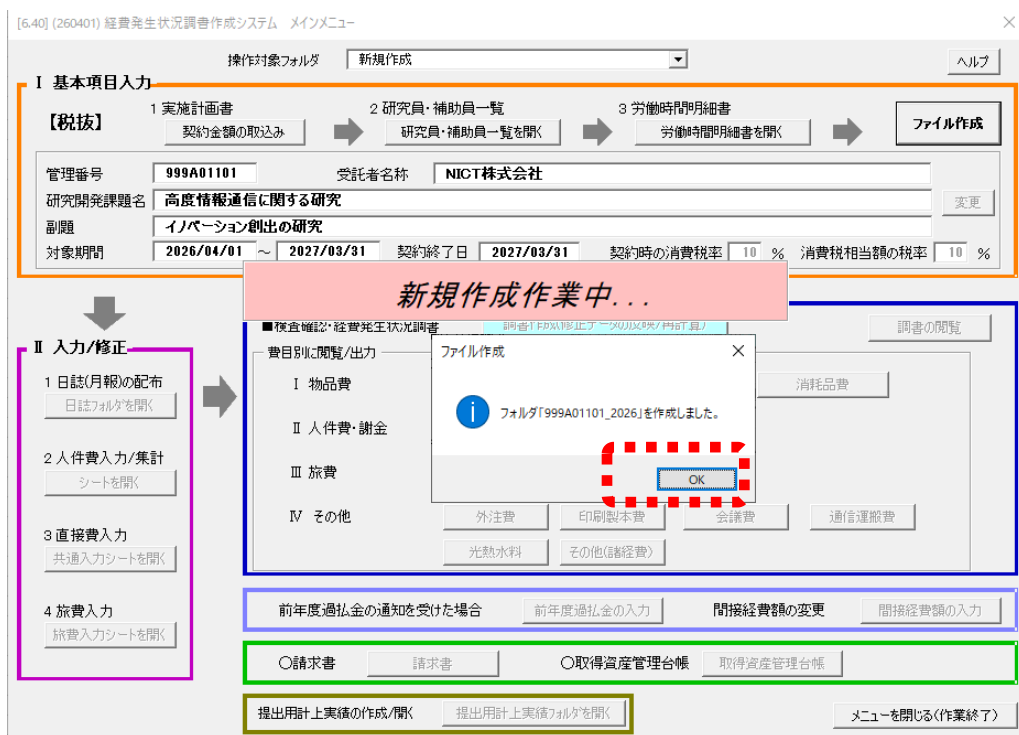 [6.40] (260401) 経費発生状況調書作成システム　メインメニュー
操作対象フォルダ　新規作成　ヘルプ
Ⅰ 基本項目入力
1 実施計画書　2 研究員・補助員一覧　3 労働時間明細書
【税抜】　契約金額の取込み　研究員・補助員一覧を開く　労働時間明細書を開く　ファイル作成
管理番号　999A01101　受託者名称　NICT株式会社
研究開発課題名　高度情報通信に関する研究　変更
副題　イノベーション創出の研究
対象期間　2026/04/01 ～ 2027/03/31　契約終了日　2027/03/31　契約時の消費税率　10 %　消費税相当額の税率　10 %
新規作成作業中...
■検査確認・経費発生状況調書　調書作成(修正データの反映/再計算)　調書の閲覧
Ⅱ 入力/修正
費目別に閲覧/出力
ファイル作成
1 日誌(月報)の配布
日誌フォルダを開く
Ⅰ 物品費　消耗品費
フォルダ「999A01101_2026」を作成しました。
Ⅱ 人件費・謝金
2 人件費入力/集計
シートを開く
Ⅲ 旅費
OK
Ⅳ その他　外注費　印刷製本費　会議費　通信運搬費
3 直接費入力
共通入力シートを開く
光熱水料　その他(諸経費)
4 旅費入力
旅費入力シートを開く
前年度過払金の通知を受けた場合　前年度過払金の入力　間接経費額の変更　間接経費額の入力
○請求書　請求書　○取得資産管理台帳　取得資産管理台帳
提出用計上実績の作成/開く　提出用計上実績フォルダを開く　メニューを閉じる(作業終了)